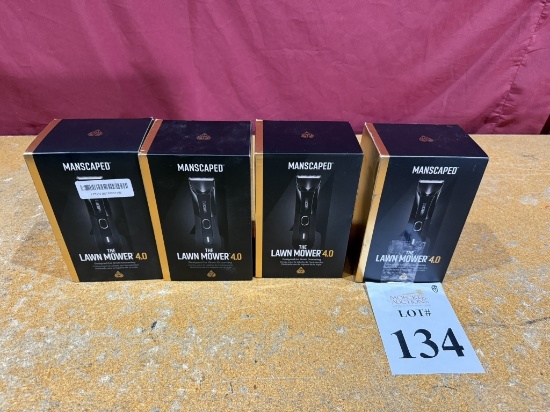 MANSCAPED
THE
LAWN MOWER 4.0
MANSCAPED
THE
LAWN MOWER 4.0
MANSCAPED
THE
LAWN MOWER 4.0
MANSCAPED
THE
LAWN MOWER 4.0
LOT#
134